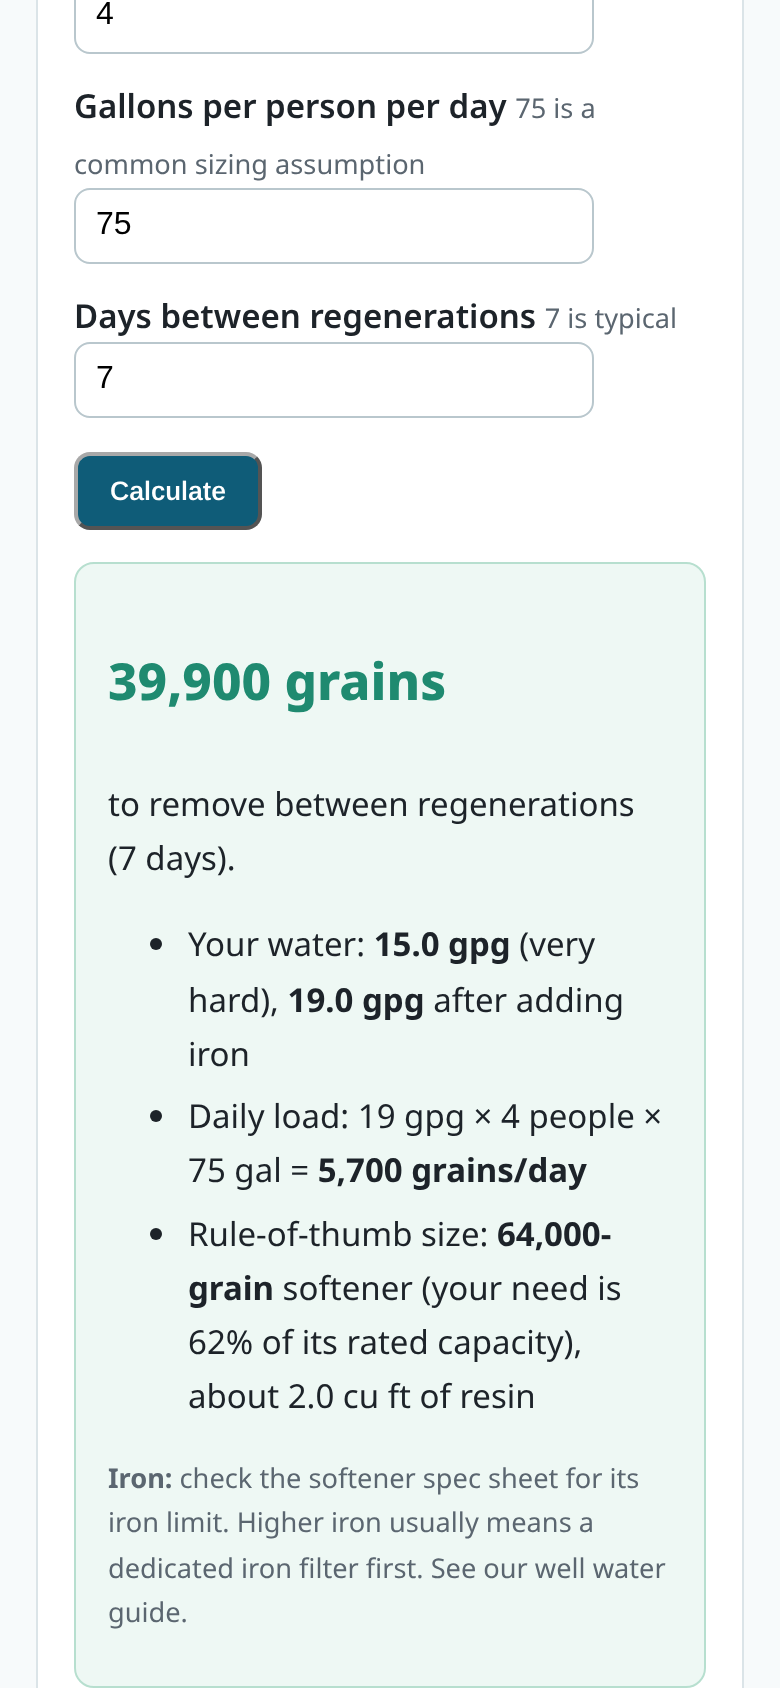 4
Gallons per person per day 75 is a
common sizing assumption
75
Days between regenerations 7 is typical
7
Calculate
39,900 grains
to remove between regenerations
(7 days).
• Your water: 15.0 gpg (very
hard), 19.0 gpg after adding
iron
• Daily load: 19 gpg × 4 people ×
75 gal = 5,700 grains/day
• Rule-of-thumb size: 64,000-
grain softener (your need is
62% of its rated capacity),
about 2.0 cu ft of resin
Iron: check the softener spec sheet for its
iron limit. Higher iron usually means a
dedicated iron filter first. See our well water
guide.